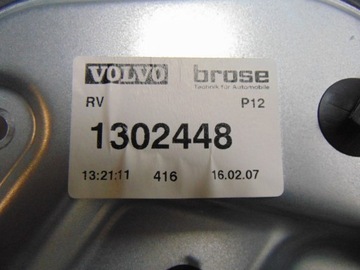 VOLVO brose
Technik für Automobile
RV P12
1302448
13:21:11 416 16.02.07